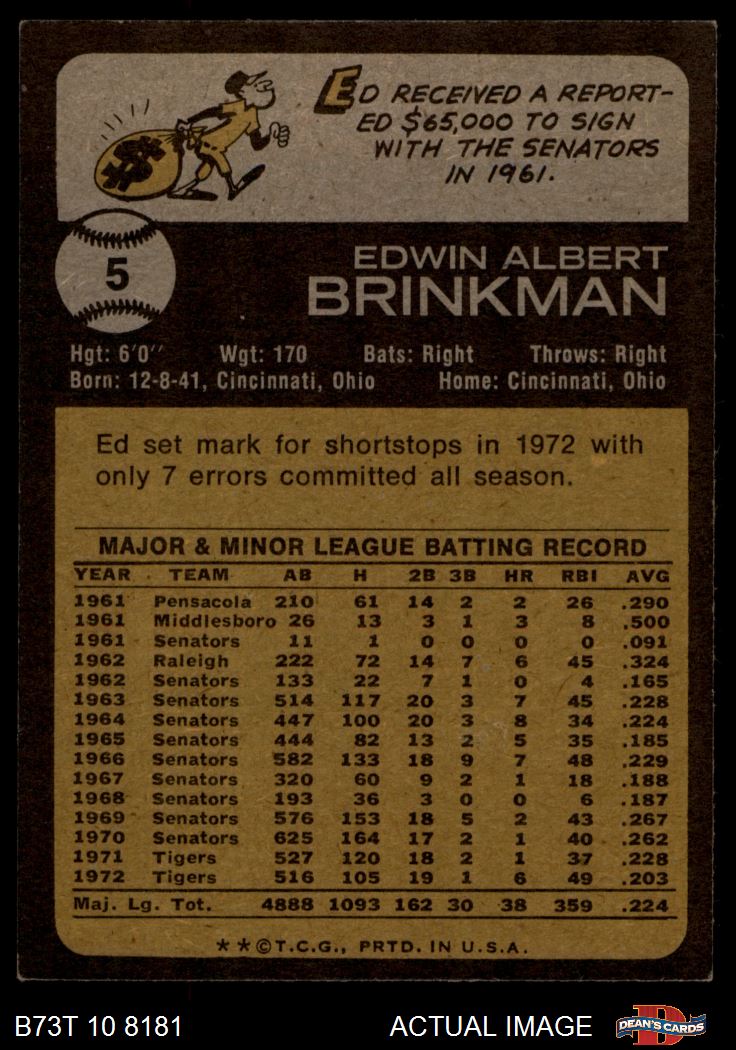 ED RECEIVED A REPORT-
ED $65,000 TO SIGN
WITH THE SENATORS
IN 1961.
5
EDWIN ALBERT
BRINKMAN
Hgt: 6'0" Wgt: 170 Bats: Right Throws: Right
Born: 12-8-41, Cincinnati, Ohio Home: Cincinnati, Ohio
Ed set mark for shortstops in 1972 with
only 7 errors committed all season.
MAJOR & MINOR LEAGUE BATTING RECORD
YEAR TEAM AB H 2B 3B HR RBI AVG
1961 Pensacola 210 61 14 2 2 26 .290
1961 Middlesboro 26 13 3 1 3 8 .500
1961 Senators 11 1 0 0 0 0 .091
1962 Raleigh 222 72 14 7 6 45 .324
1962 Senators 133 22 7 1 0 4 .165
1963 Senators 514 117 20 3 7 45 .228
1964 Senators 447 100 20 3 8 34 .224
1965 Senators 444 82 13 2 5 35 .185
1966 Senators 582 133 18 9 7 48 .229
1967 Senators 320 60 9 2 1 18 .188
1968 Senators 193 36 3 0 0 6 .187
1969 Senators 576 153 18 5 2 43 .267
1970 Senators 625 164 17 2 1 40 .262
1971 Tigers 527 120 18 2 1 37 .228
1972 Tigers 516 105 19 1 6 49 .203
Maj. Lg. Tot. 4888 1093 162 30 38 359 .224
**©T.C.G., PRTD. IN U.S.A.
B73T 10 8181 ACTUAL IMAGE D DEAN'S CARDS